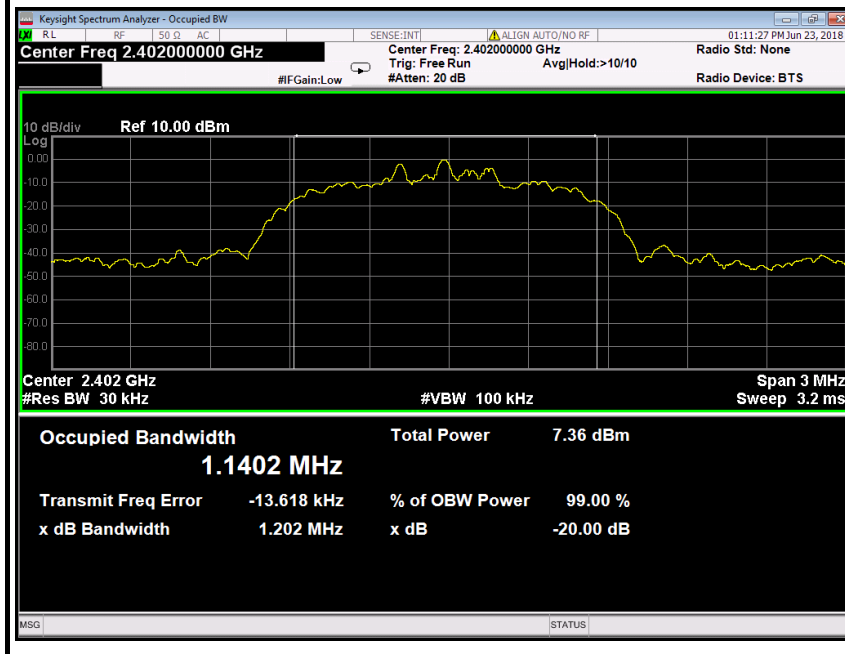 Keysight Spectrum Analyzer - Occupied BW
LXI RL RF 50 Ω AC SENSE:INT ALIGN AUTO/NO RF 01:11:27 PM Jun 23, 2018
Center Freq 2.402000000 GHz Center Freq: 2.402000000 GHz Radio Std: None
Trig: Free Run Avg|Hold:>10/10
#IFGain:Low #Atten: 20 dB Radio Device: BTS
10 dB/div Ref 10.00 dBm
Log
0.00
-10.0
-20.0
-30.0
-40.0
-50.0
-60.0
-70.0
-80.0
Center 2.402 GHz Span 3 MHz
#Res BW 30 kHz #VBW 100 kHz Sweep 3.2 ms
Occupied Bandwidth Total Power 7.36 dBm
1.1402 MHz
Transmit Freq Error -13.618 kHz % of OBW Power 99.00 %
x dB Bandwidth 1.202 MHz x dB -20.00 dB
MSG STATUS